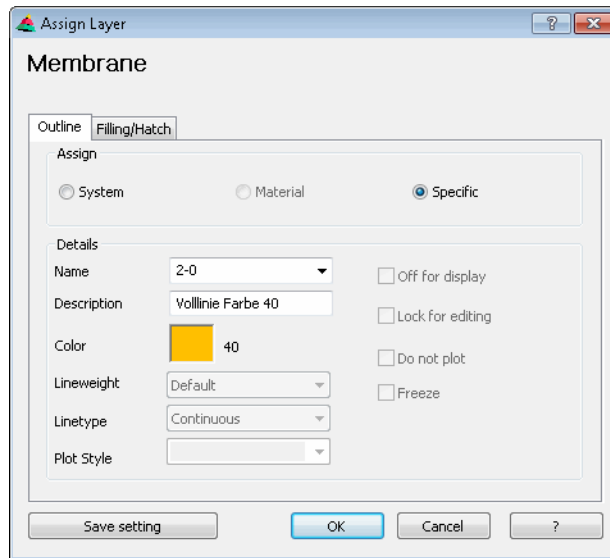 Assign Layer
?
Membrane
Outline
Filling/Hatch
Assign
System
Material
Specific
Details
Name
2-0
Off for display
Description
Volllinie Farbe 40
Lock for editing
Color
40
Do not plot
Lineweight
Default
Freeze
Linetype
Continuous
Plot Style
Save setting
OK
Cancel
?